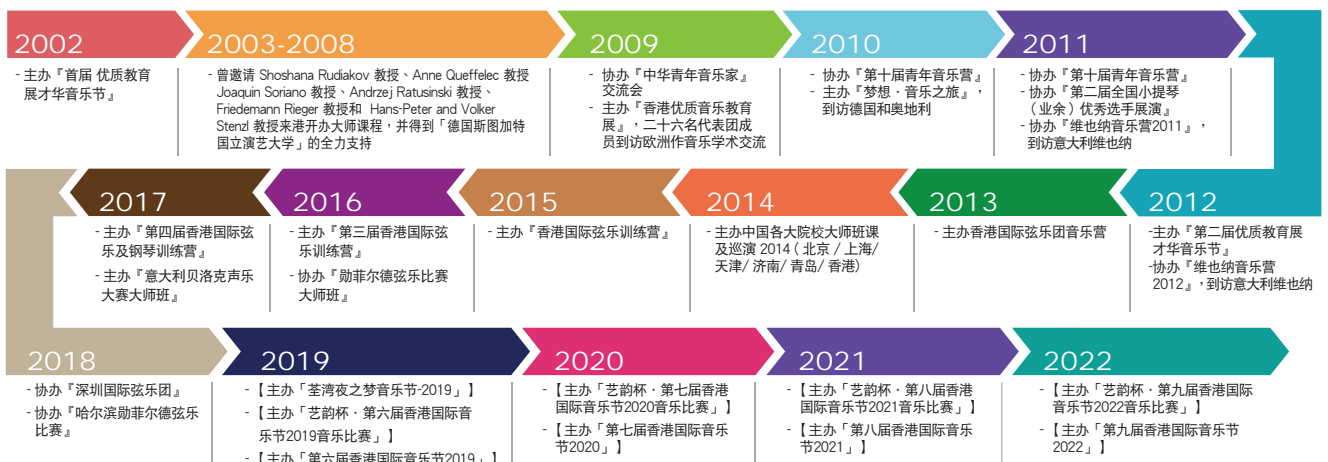 2002
- 主办『首届 优质教育
展才华音乐节』
2003-2008
- 曾邀请 Shoshana Rudiakov 教授、Anne Queffelec 教授
Joaquin Soriano 教授、Andrzej Ratusinski 教授、
Friedemann Rieger 教授和 Hans-Peter and Volker
Stenzl 教授来港开办大师课程，并得到「德国斯图加特
国立演艺大学」的全力支持
2009
- 协办『中华青年音乐家』
交流会
- 主办『香港优质音乐教育
展』，二十六名代表团成
员到访欧洲作音乐学术交流
2010
- 协办『第十届青年音乐营』
- 主办『梦想·音乐之旅』，
到访德国和奥地利
2011
- 协办『第十届青年音乐营』
- 协办『第二届全国小提琴
（业余）优秀选手展演』
- 协办『维也纳音乐营2011』，
到访意大利维也纳
2012
-主办『第二届优质教育展
才华音乐节』
-协办『维也纳音乐营
2012』，到访意大利维也纳
2013
- 主办香港国际弦乐团音乐营
2014
- 主办中国各大院校大师班课
及巡演 2014 ( 北京 / 上海/
天津/ 济南/ 青岛/ 香港)
2015
- 主办『香港国际弦乐训练营』
2016
- 主办『第三届香港国际弦
乐训练营』
- 协办『勋菲尔德弦乐比赛
大师班』
2017
- 主办『第四届香港国际弦
乐及钢琴训练营』
- 主办『意大利贝洛克声乐
大赛大师班』
2018
- 协办『深圳国际弦乐团』
- 协办『哈尔滨勋菲尔德弦乐
比赛』
2019
- 【主办「荃湾夜之梦音乐节-2019」】
- 【主办「艺韵杯·第六届香港国际音
乐节2019音乐比赛」】
- 【主办「第六届香港国际音乐节2019」】
2020
- 【主办「艺韵杯·第七届香港
国际音乐节2020音乐比赛」】
- 【主办「第七届香港国际音乐
节2020」】
2021
- 【主办「艺韵杯·第八届香港
国际音乐节2021音乐比赛」】
- 【主办「第八届香港国际音乐
节2021」】
2022
- 【主办「艺韵杯·第九届香港国际
音乐节2022音乐比赛」】
- 【主办「第九届香港国际音乐节
2022」】